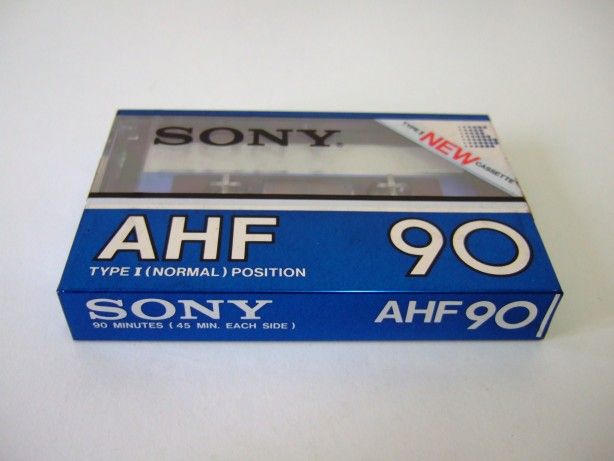 SONY®
TYPE I
NEW
CASSETTE
AHF 90
TYPE I (NORMAL) POSITION
SONY
90 MINUTES (45 MIN. EACH SIDE)
AHF 90